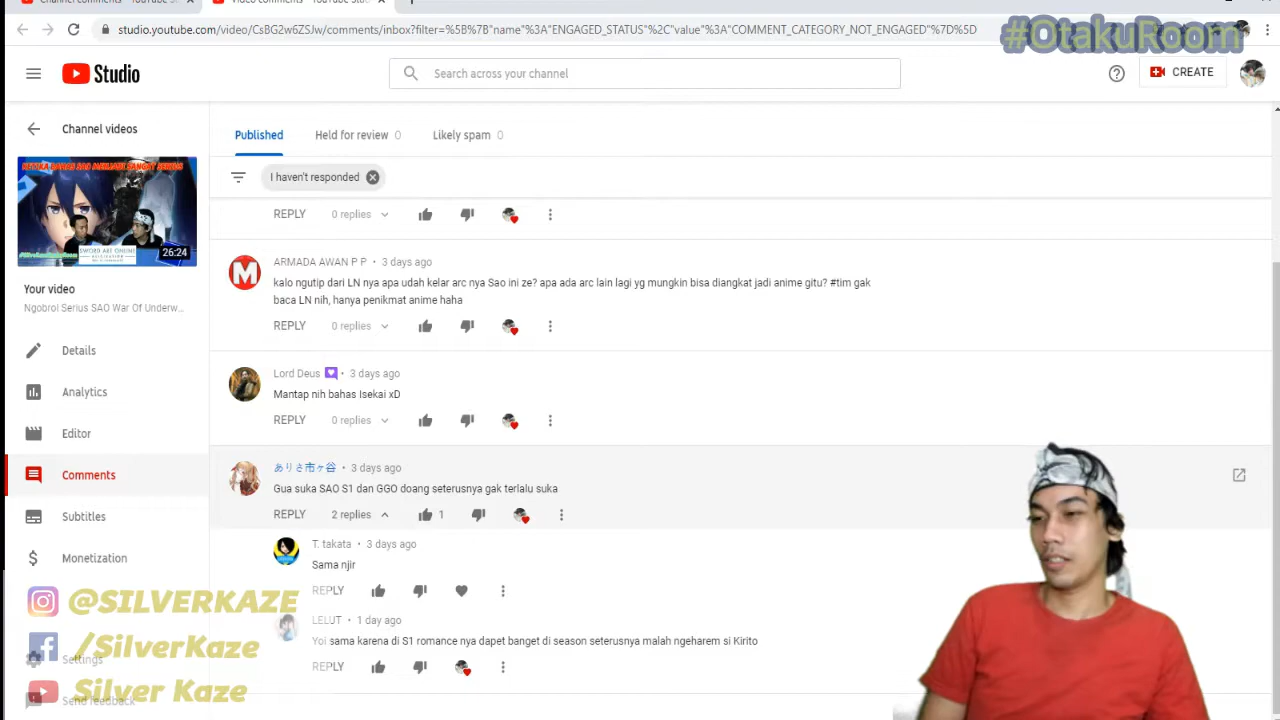 studio.youtube.com/video/CsBG2w6ZSJw/comments/inbox?filter=%5B%7B"name"%3A"ENGAGED_STATUS"%2C"value"%3A"COMMENT_CATEGORY_NOT_ENGAGED"%7D%5D
#OtakuRoom
Studio
Search across your channel
CREATE
Channel videos
Published
Held for review 0
Likely spam 0
I haven't responded
26:24
Your video
Ngobrol Serius SAO War Of Underw...
Details
Analytics
Editor
Comments
Subtitles
Monetization
Settings
Send feedback
@SILVERKAZE
/SilverKaze
Silver Kaze
REPLY 0 replies
ARMADA AWAN P P • 3 days ago
kalo ngutip dari LN nya apa udah kelar arc nya Sao ini ze? apa ada arc lain lagi yg mungkin bisa diangkat jadi anime gitu? #tim gak
baca LN nih, hanya penikmat anime haha
REPLY 0 replies
Lord Deus • 3 days ago
Mantap nih bahas Isekai xD
REPLY 0 replies
ありさ市ヶ谷 • 3 days ago
Gua suka SAO S1 dan GGO doang seterusnya gak terlalu suka
REPLY 2 replies 1
T. takata • 3 days ago
Sama njir
REPLY
LELUT • 1 day ago
Yoi sama karena di S1 romance nya dapet banget di season seterusnya malah ngeharem si Kirito
REPLY